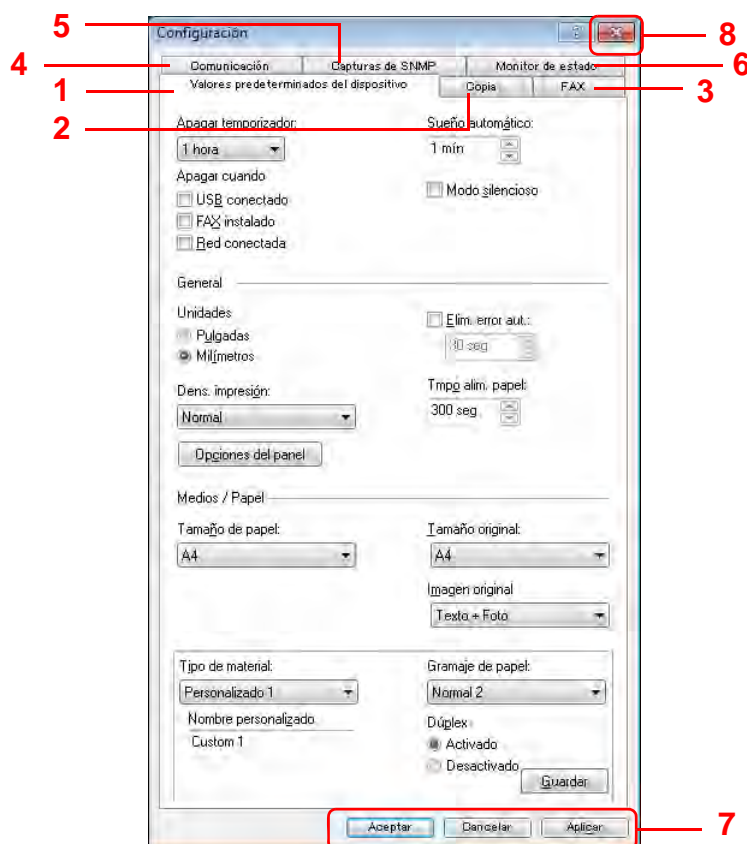 5
Configuración
8
4
Comunicación
Capturas de SNMP
Monitor de estado
6
1
Valores predeterminados del dispositivo
Copia
FAX
3
2
Apagar temporizador:
Sueño automático:
1 hora
1 mín
Apagar cuando
USB conectado
Modo silencioso
FAX instalado
Red conectada
General
Unidades
Elim. error aut.:
Pulgadas
30 seg
Milímetros
Dens. impresión:
Tmpo alim. papel:
Normal
300 seg
Opciones del panel
Medios / Papel
Tamaño de papel:
Tamaño original:
A4
A4
Imagen original
Texto + Foto
Tipo de material:
Gramaje de papel:
Personalizado 1
Normal 2
Nombre personalizado
Dúplex
Custom 1
Activado
Desactivado
Guardar
Aceptar
Cancelar
Aplicar
7